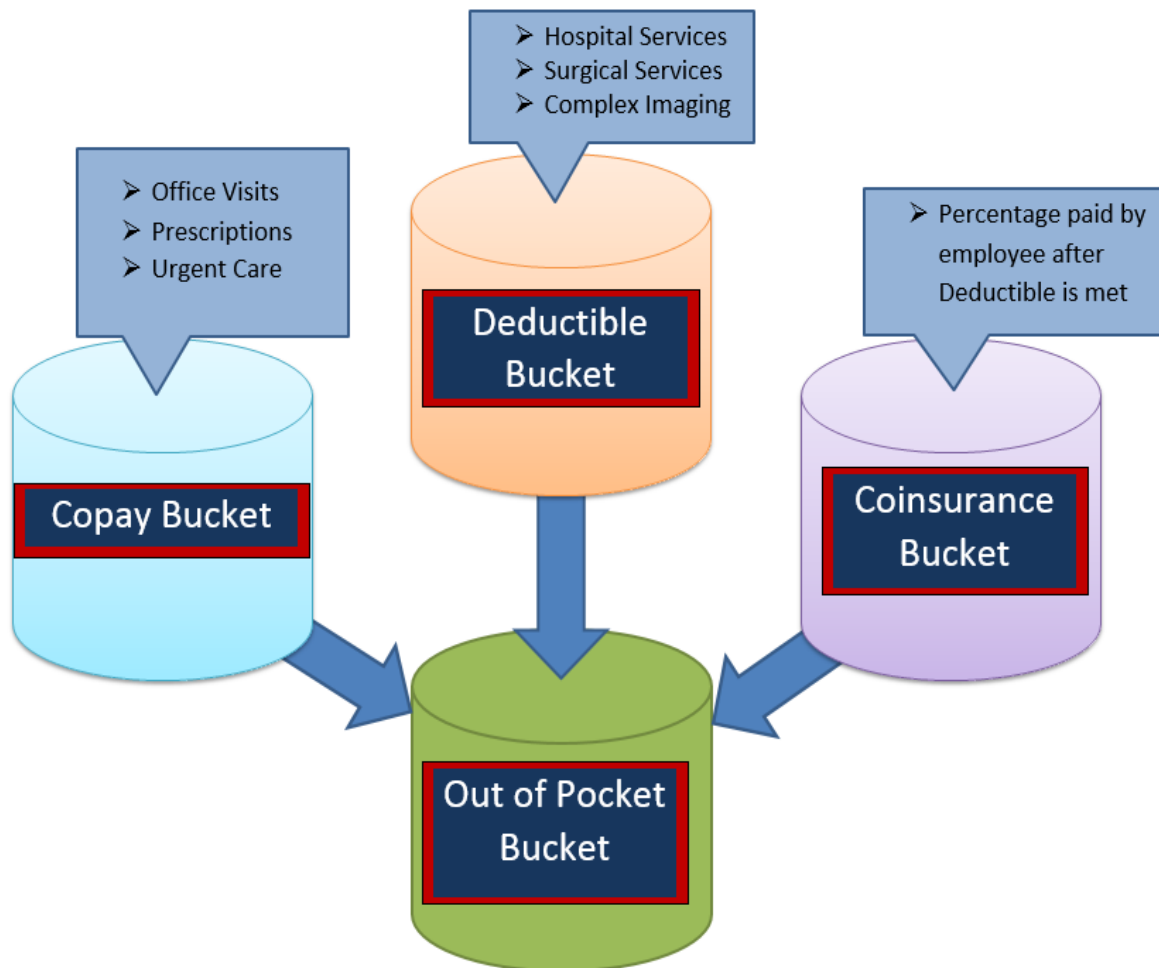 ➢ Hospital Services
➢ Surgical Services
➢ Complex Imaging
➢ Office Visits
➢ Prescriptions
➢ Urgent Care
➢ Percentage paid by
employee after
Deductible is met
Deductible
Bucket
Copay Bucket
Coinsurance
Bucket
Out of Pocket
Bucket